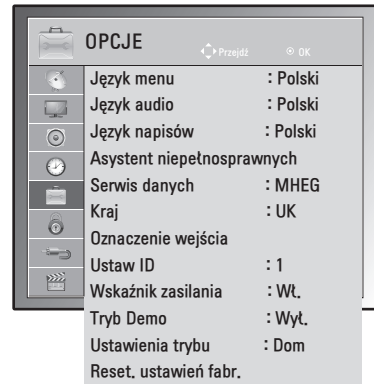 OPCJE
Przejdź OK
Język menu : Polski
Język audio : Polski
Język napisów : Polski
Asystent niepełnosprawnych
Serwis danych : MHEG
Kraj : UK
Oznaczenie wejścia
Ustaw ID : 1
Wskaźnik zasilania : Wł.
Tryb Demo : Wył.
Ustawienia trybu : Dom
Reset. ustawień fabr.